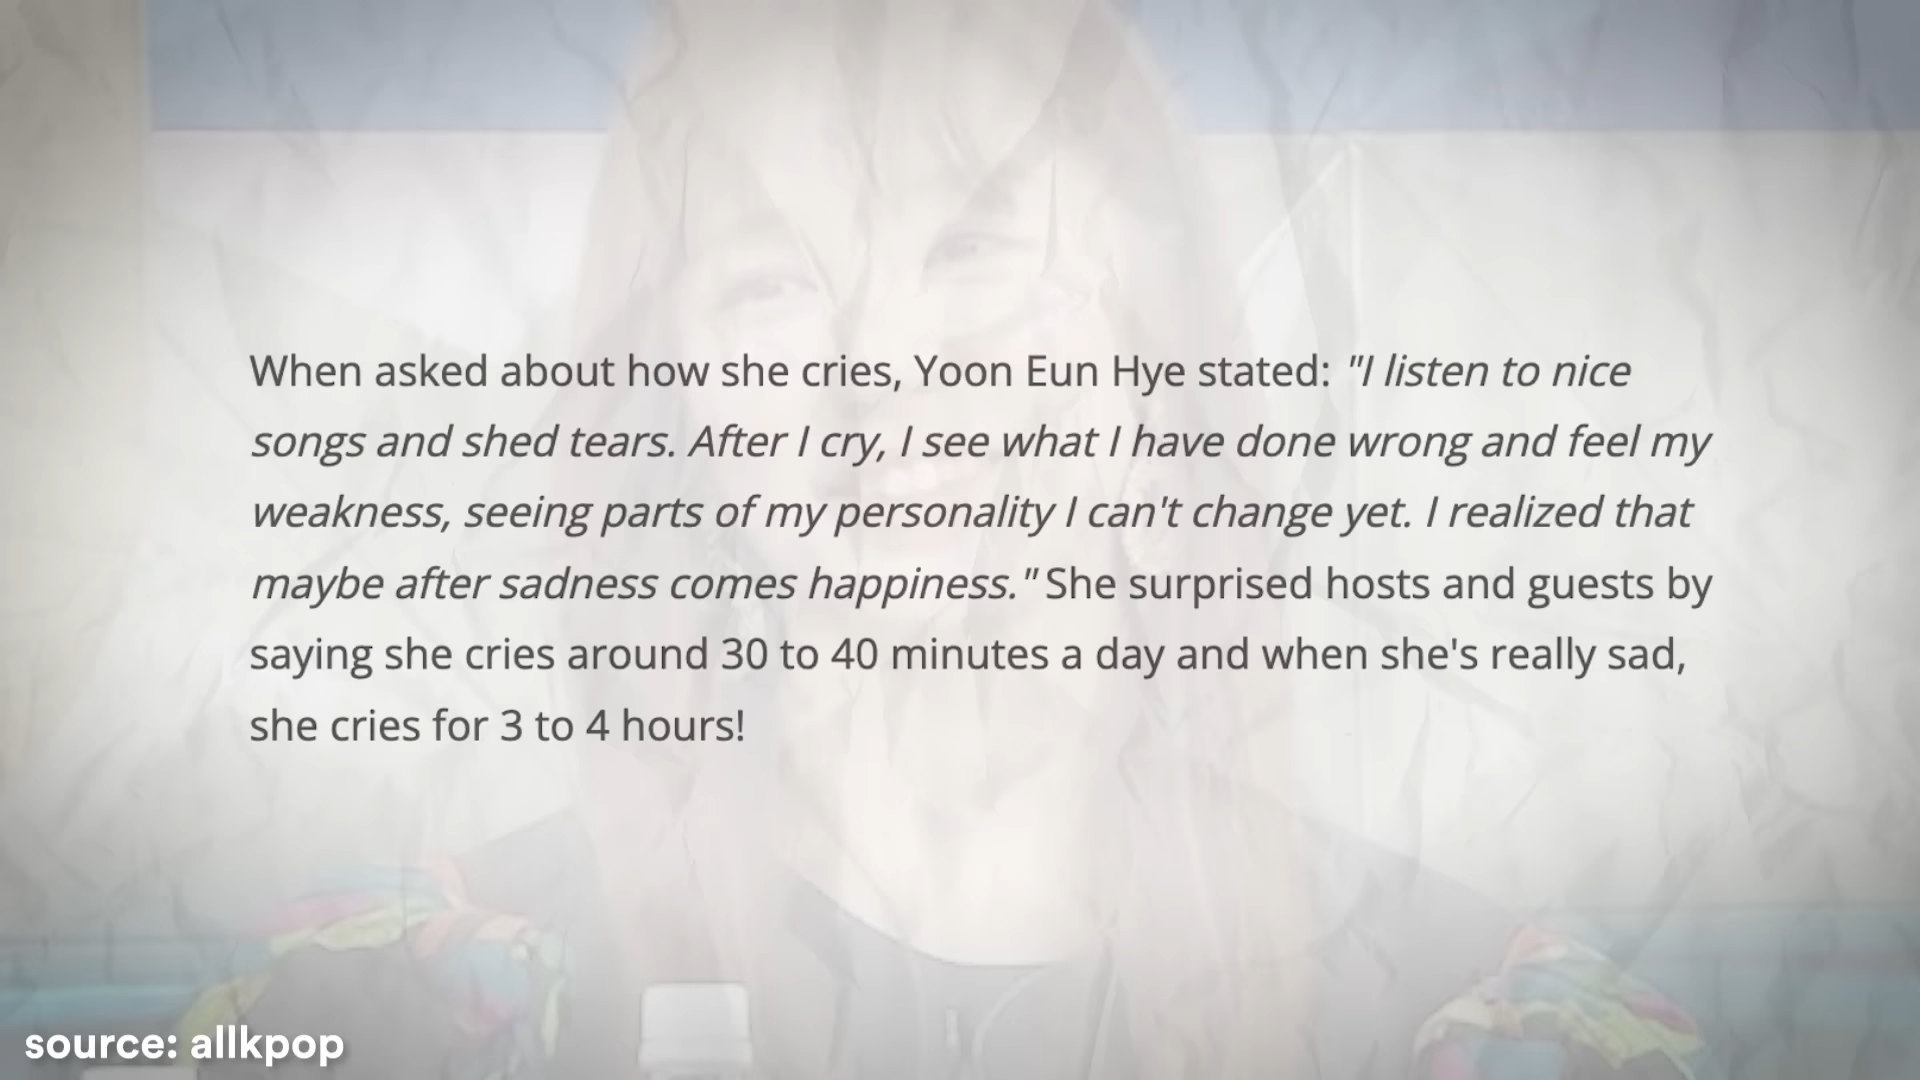 When asked about how she cries, Yoon Eun Hye stated: "I listen to nice
songs and shed tears. After I cry, I see what I have done wrong and feel my
weakness, seeing parts of my personality I can't change yet. I realized that
maybe after sadness comes happiness." She surprised hosts and guests by
saying she cries around 30 to 40 minutes a day and when she's really sad,
she cries for 3 to 4 hours!
source: allkpop